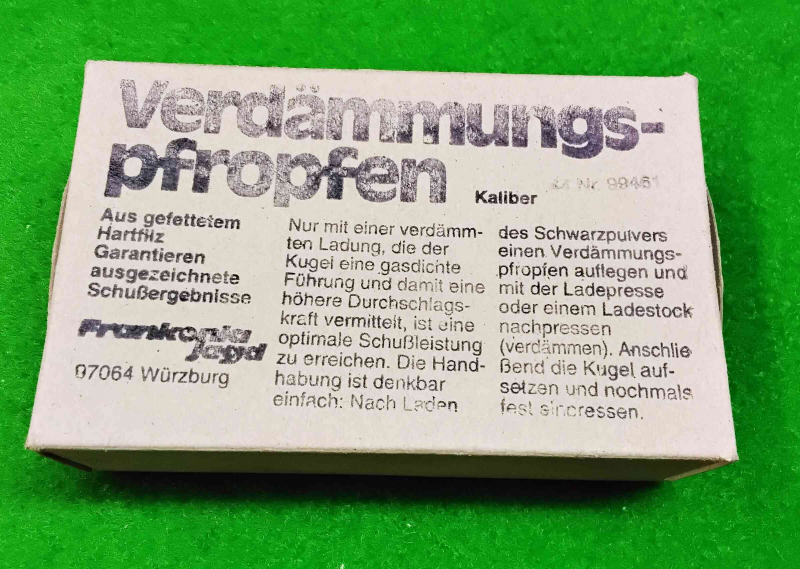 Verdämmungs-
pfropfen
Kaliber 44 Nr. 99461
Aus gefettetem
Hartfilz
Garantieren
ausgezeichnete
Schußergebnisse
Frankonia
Jagd
97064 Würzburg
Nur mit einer verdämm-
ten Ladung, die der
Kugel eine gasdichte
Führung und damit eine
höhere Durchschlags-
kraft vermittelt, ist eine
optimale Schußleistung
zu erreichen. Die Hand-
habung ist denkbar
einfach: Nach Laden
des Schwarzpulvers
einen Verdämmungs-
pfropfen auflegen und
mit der Ladepresse
oder einem Ladestock
nachpressen
(verdämmen). Anschlie
ßend die Kugel auf-
setzen und nochmals
fest einpressen.